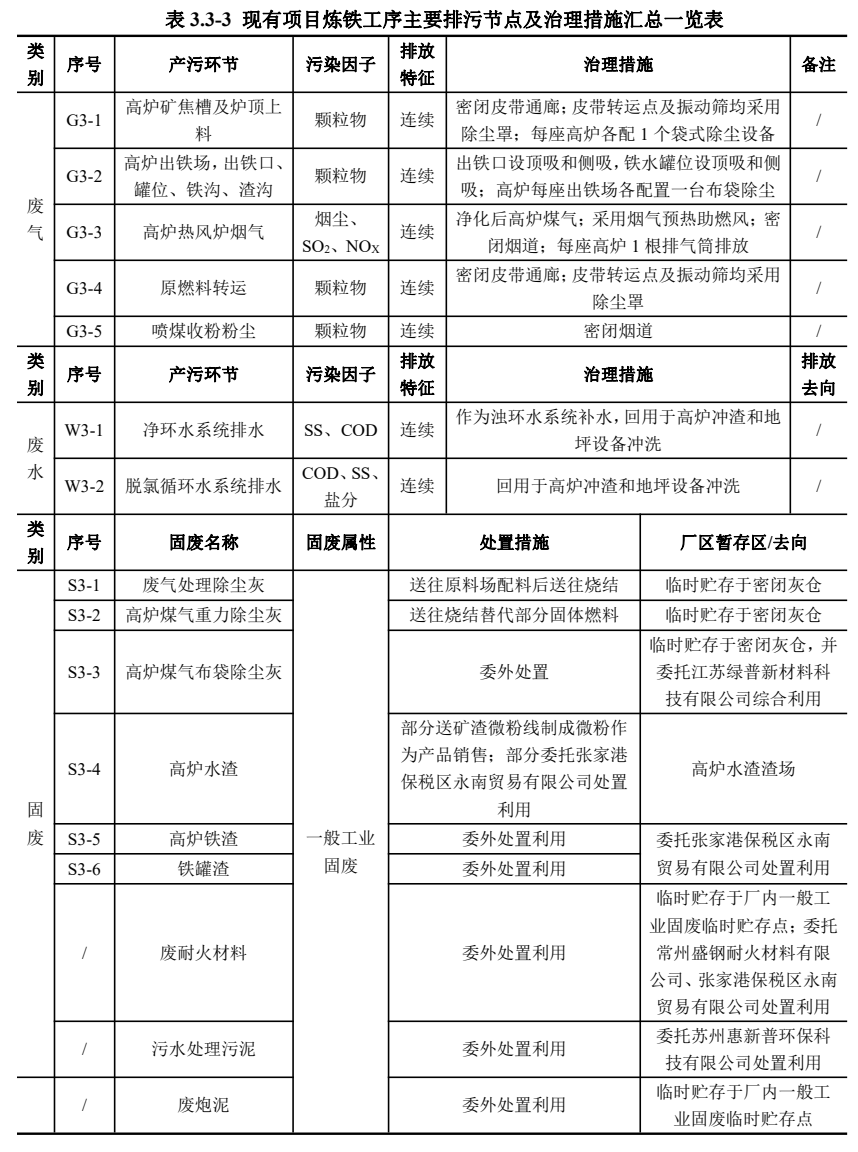 表 3.3-3 现有项目炼铁工序主要排污节点及治理措施汇总一览表
类别 序号 产污环节 污染因子 排放特征 治理措施 备注
废气
G3-1 高炉矿焦槽及炉顶上料 颗粒物 连续 密闭皮带通廊；皮带转运点及振动筛均采用除尘罩；每座高炉各配 1 个袋式除尘设备 /
G3-2 高炉出铁场，出铁口、罐位、铁沟、渣沟 颗粒物 连续 出铁口设顶吸和侧吸，铁水罐位设顶吸和侧吸；高炉每座出铁场各配置一台布袋除尘 /
G3-3 高炉热风炉烟气 烟尘、SO2、NOX 连续 净化后高炉煤气；采用烟气预热助燃风；密闭烟道；每座高炉 1 根排气筒排放 /
G3-4 原燃料转运 颗粒物 连续 密闭皮带通廊；皮带转运点及振动筛均采用除尘罩 /
G3-5 喷煤收粉粉尘 颗粒物 连续 密闭烟道 /
类别 序号 产污环节 污染因子 排放特征 治理措施 排放去向
废水
W3-1 净环水系统排水 SS、COD 连续 作为浊环水系统补水，回用于高炉冲渣和地坪设备冲洗 /
W3-2 脱氯循环水系统排水 COD、SS、盐分 连续 回用于高炉冲渣和地坪设备冲洗 /
类别 序号 固废名称 固废属性 处置措施 厂区暂存区/去向
固废
一般工业固废
S3-1 废气处理除尘灰 送往原料场配料后送往烧结 临时贮存于密闭灰仓
S3-2 高炉煤气重力除尘灰 送往烧结替代部分固体燃料 临时贮存于密闭灰仓
S3-3 高炉煤气布袋除尘灰 委外处置 临时贮存于密闭灰仓，并委托江苏绿普新材料科技有限公司综合利用
S3-4 高炉水渣 部分送矿渣微粉线制成微粉作为产品销售；部分委托张家港保税区永南贸易有限公司处置利用 高炉水渣渣场
S3-5 高炉铁渣 委外处置利用 委托张家港保税区永南贸易有限公司处置利用
S3-6 铁罐渣 委外处置利用
/ 废耐火材料 委外处置利用 临时贮存于厂内一般工业固废临时贮存点；委托常州盛钢耐火材料有限公司、张家港保税区永南贸易有限公司处置利用
/ 污水处理污泥 委外处置利用 委托苏州惠新普环保科技有限公司处置利用
/ 废炮泥 委外处置利用 临时贮存于厂内一般工业固废临时贮存点